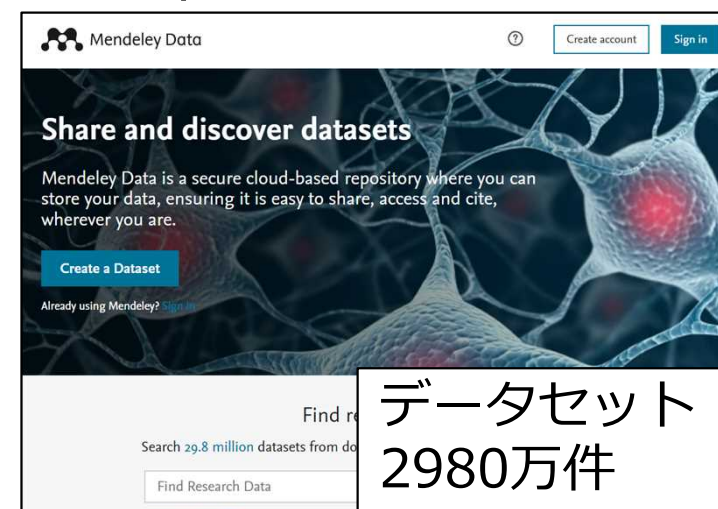 Mendeley Data
?
Create account
Sign in
Share and discover datasets
Mendeley Data is a secure cloud-based repository where you can
store your data, ensuring it is easy to share, access and cite,
wherever you are.
Create a Dataset
Already using Mendeley? Sign in
Find
Search 29.8 million datasets from
Find Research Data
データセット
2980万件